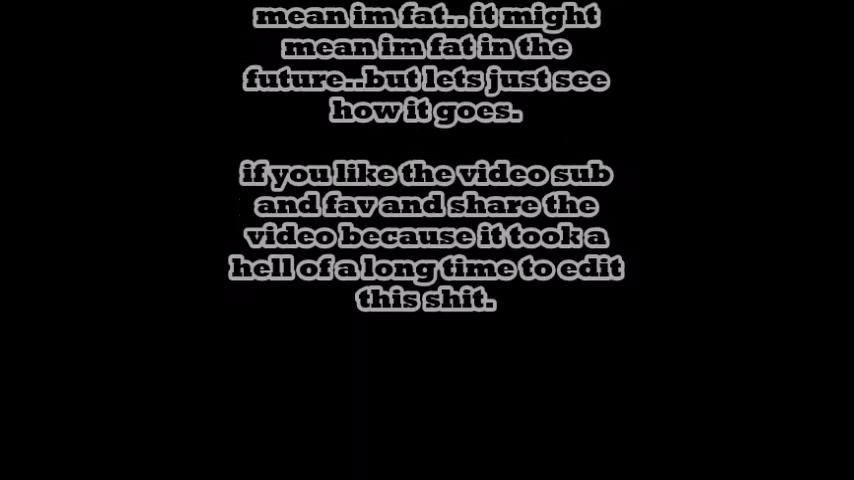 mean im fat.. it might
mean im fat in the
future..but lets just see
how it goes.
if you like the video sub
and fav and share the
video because it took a
hell of a long time to edit
this shit.